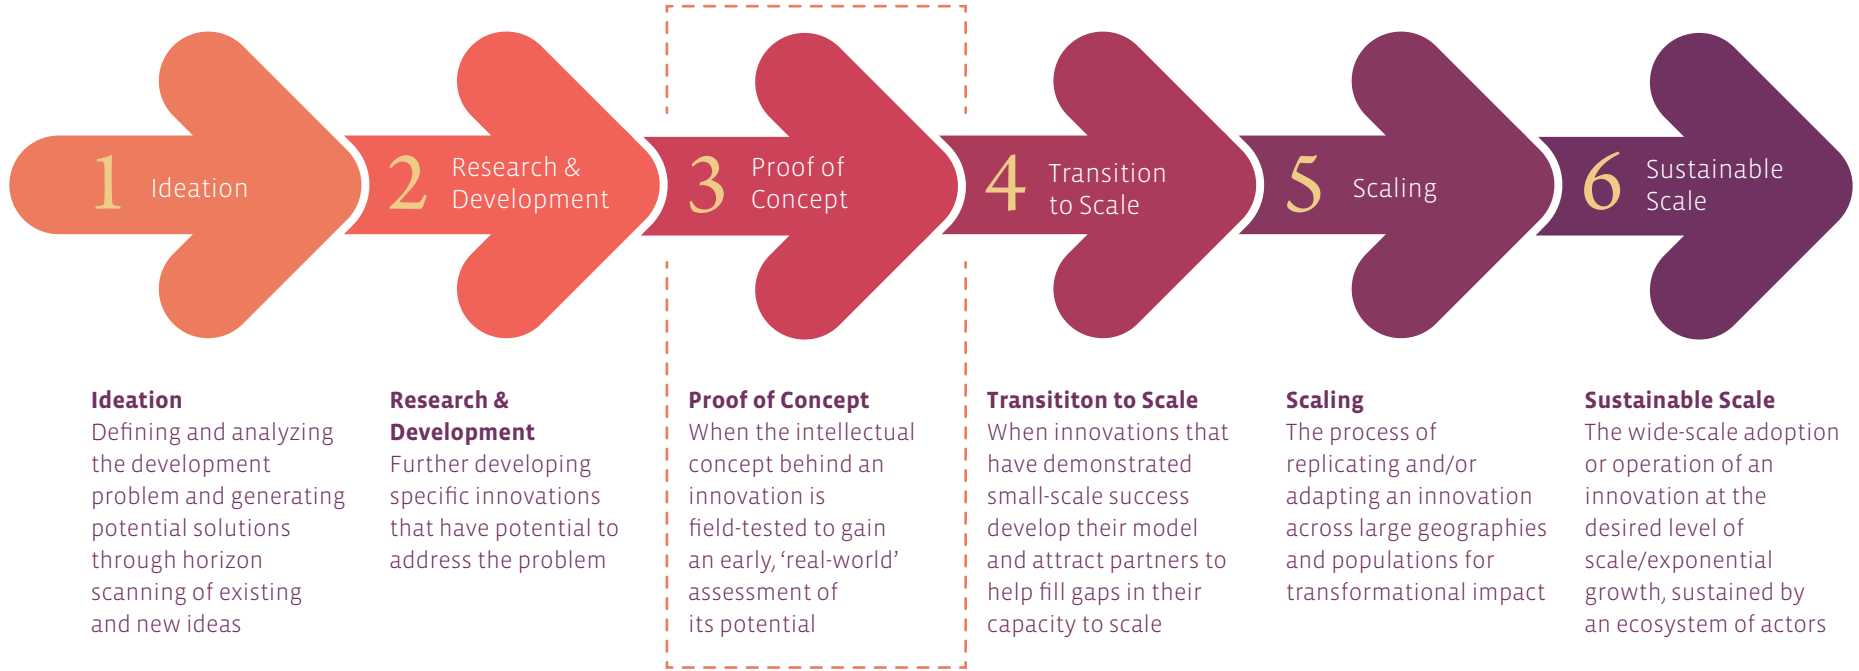 1
Ideation
2
Research &
Development
3
Proof of
Concept
4
Transition
to Scale
5
Scaling
6
Sustainable
Scale
Ideation
Defining and analyzing
the development
problem and generating
potential solutions
through horizon
scanning of existing
and new ideas
Research &
Development
Further developing
specific innovations
that have potential to
address the problem
Proof of Concept
When the intellectual
concept behind an
innovation is
field-tested to gain
an early, ‘real-world’
assessment of
its potential
Transititon to Scale
When innovations that
have demonstrated
small-scale success
develop their model
and attract partners to
help fill gaps in their
capacity to scale
Scaling
The process of
replicating and/or
adapting an innovation
across large geographies
and populations for
transformational impact
Sustainable Scale
The wide-scale adoption
or operation of an
innovation at the
desired level of
scale/exponential
growth, sustained by
an ecosystem of actors